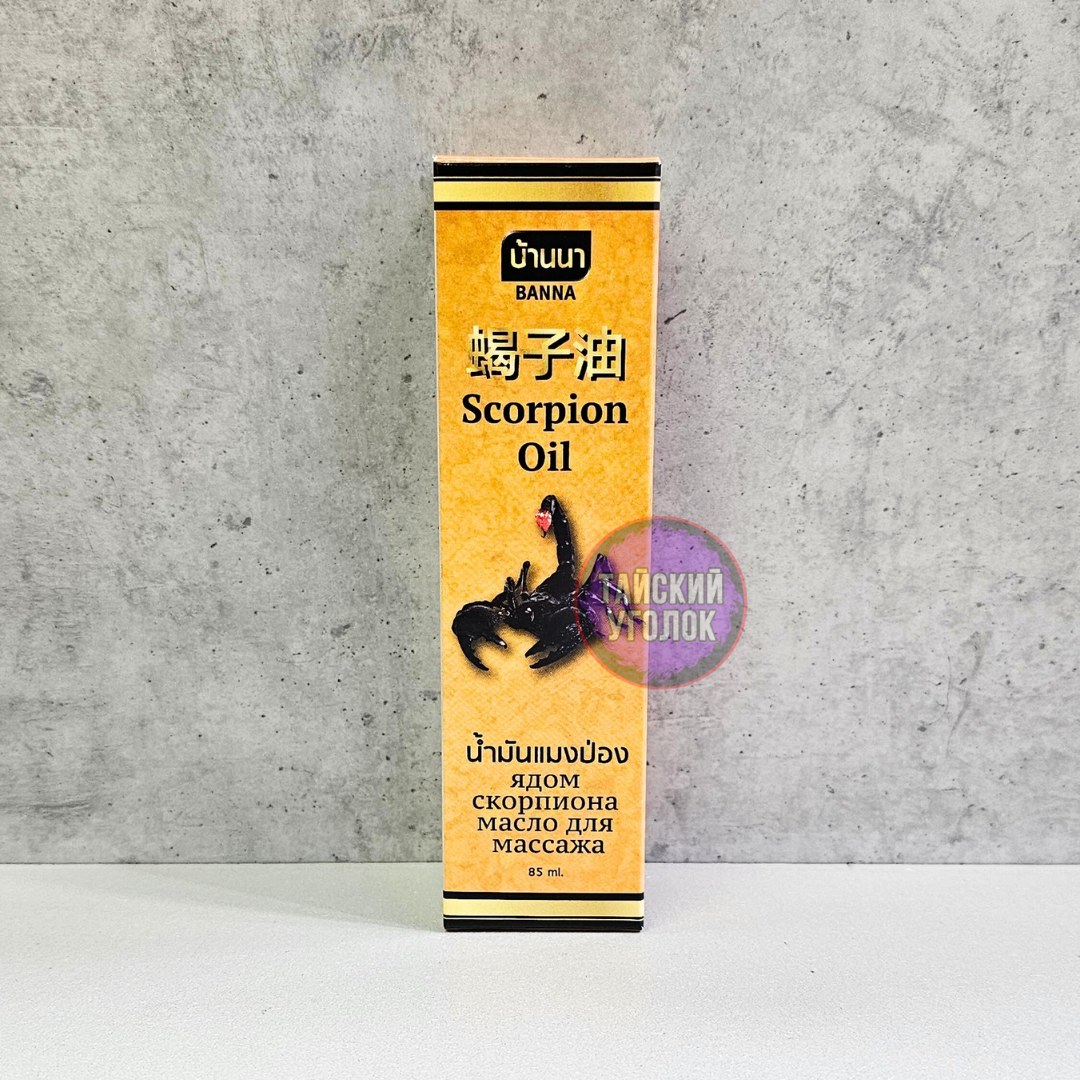 บ้านนา
BANNA
蝎子油
Scorpion
Oil
ТАЙСКИЙ
УГОЛОК
น้ำมันแมงป่อง
ядом
скорпиона
масло для
массажа
85 ml.